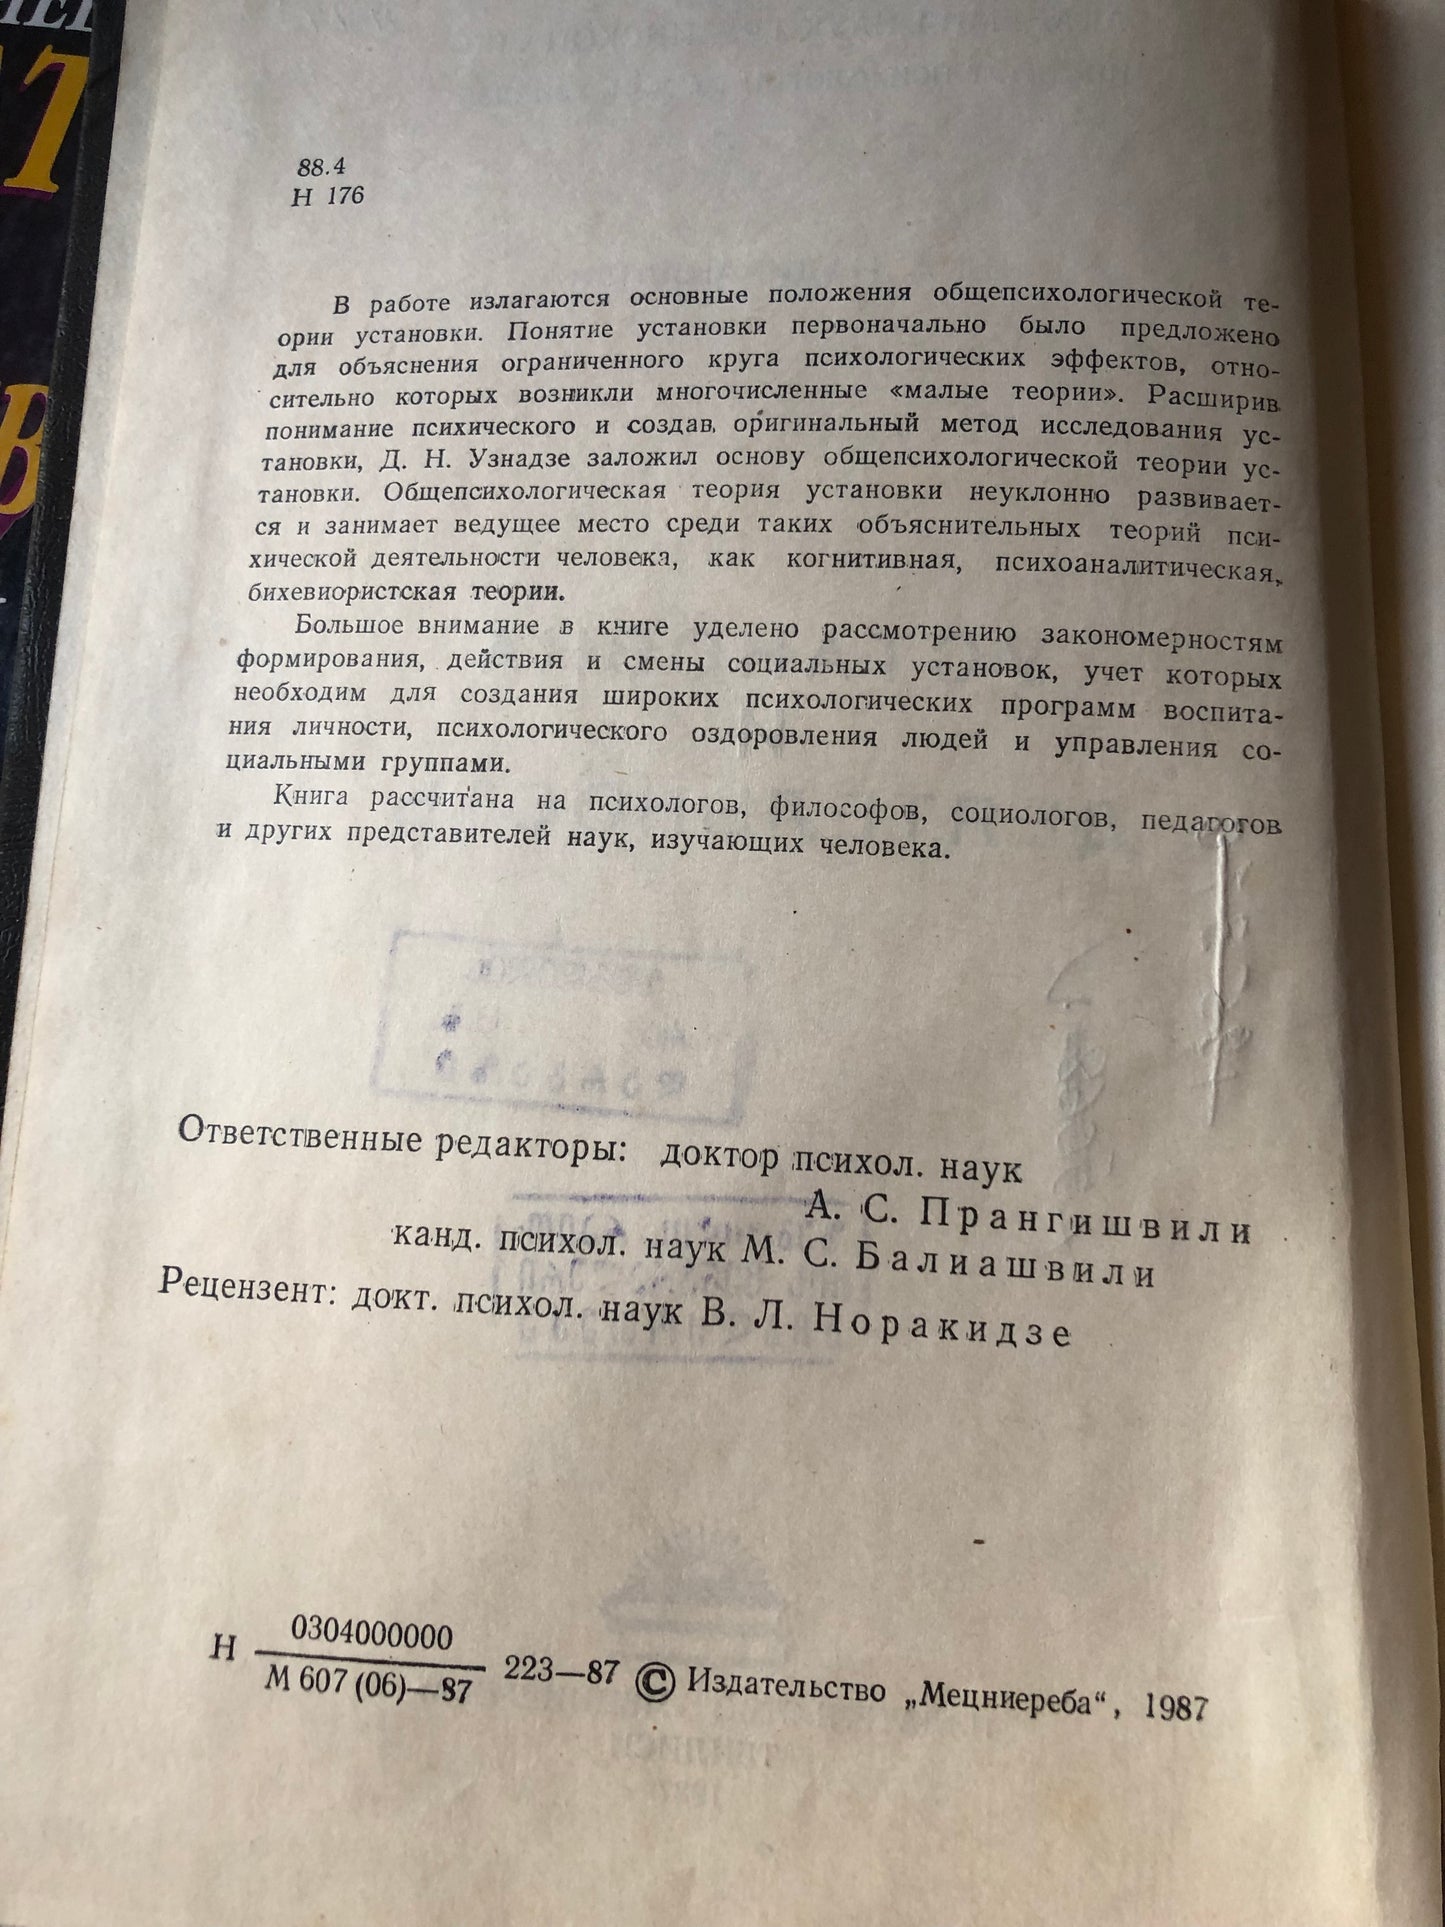 88.4
Н 176
В работе излагаются основные положения общепсихологической те-
ории установки. Понятие установки первоначально было предложено
для объяснения ограниченного круга психологических эффектов, отно-
сительно которых возникли многочисленные «малые теории». Расширив
понимание психического и создав, оригинальный метод исследования ус-
тановки, Д. Н. Узнадзе заложил основу общепсихологической теории ус-
тановки. Общепсихологическая теория установки неуклонно развивает-
ся и занимает ведущее место среди таких объяснительных теорий пси-
хической деятельности человека, как когнитивная, психоаналитическая,
бихевиористская теории.
Большое внимание в книге уделено рассмотрению закономерностям
формирования, действия и смены социальных установок, учет которых
необходим для создания широких психологических программ воспита-
ния личности, психологического оздоровления людей и управления со-
циальными группами.
Книга рассчитана на психологов, философов, социологов, педагогов
и других представителей наук, изучающих человека.
Ответственные редакторы: доктор психол. наук
А. С. Прангишвили
канд. психол. наук М. С. Балиашвили
Рецензент: докт. психол. наук В. Л. Норакидзе
Н 0304000000
М 607 (06)—87 223—87 © Издательство „Мецниереба“, 1987